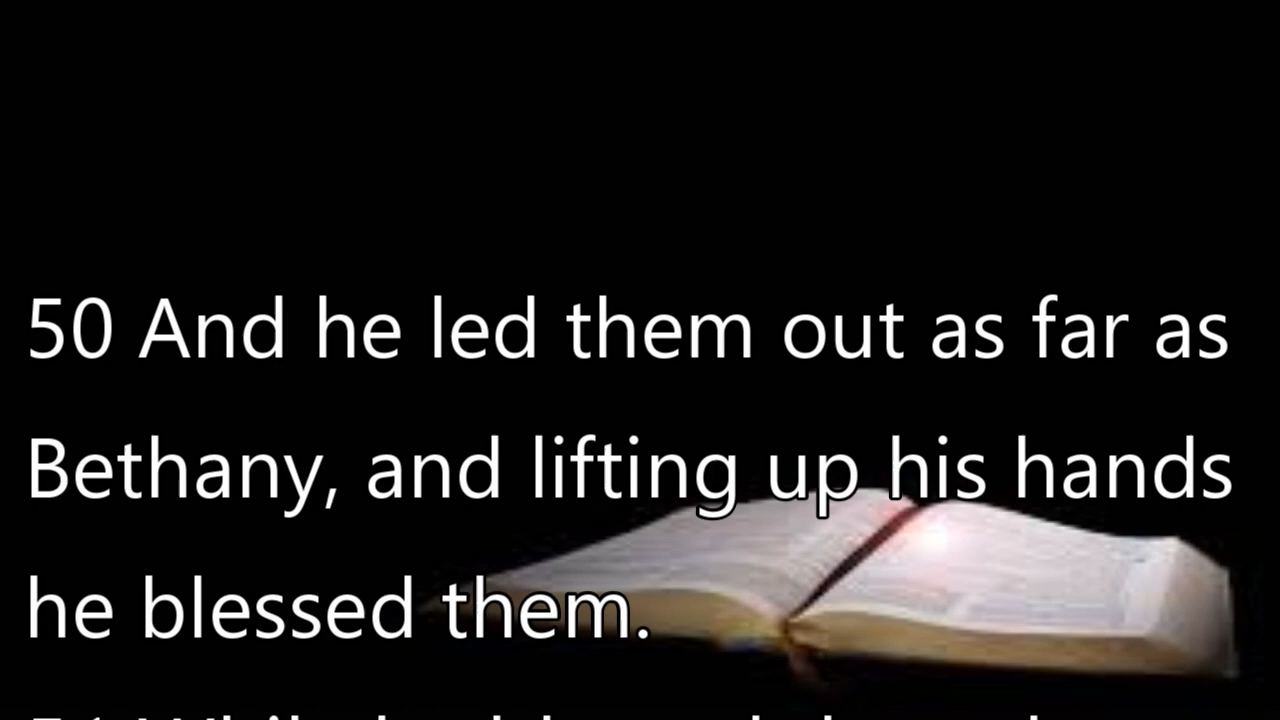 50 And he led them out as far as
Bethany, and lifting up his hands
he blessed them.